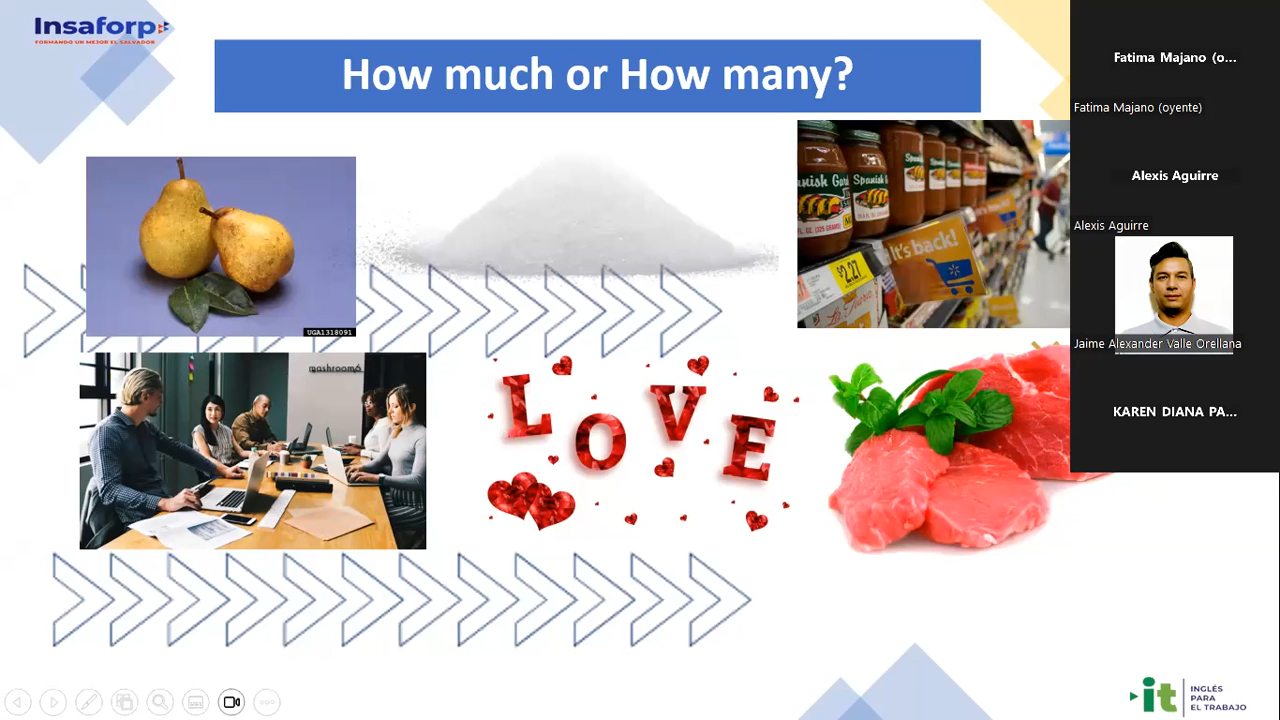 Insaforp
FORMANDO UN MEJOR EL SALVADOR
How much or How many?
UGA1318091
Spanish
It's back!
$2.27
mashrooms
LOVE
Fatima Majano (o...
Fatima Majano (oyente)
Alexis Aguirre
Alexis Aguirre
Jaime Alexander Valle Orellana
KAREN DIANA PA...
it
INGLÉS
PARA
EL TRABAJO